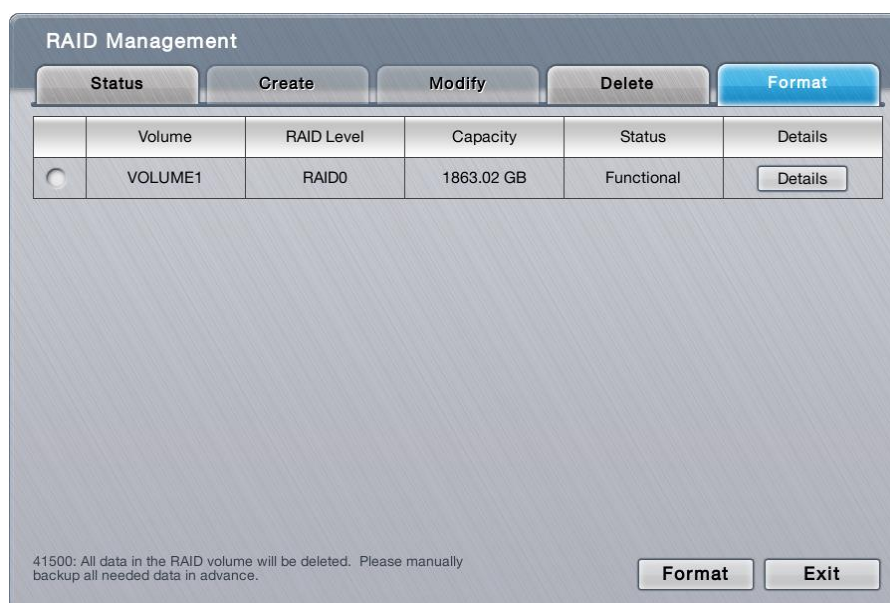 RAID Management
Status Create Modify Delete Format
Volume RAID Level Capacity Status Details
VOLUME1 RAID0 1863.02 GB Functional Details
41500: All data in the RAID volume will be deleted. Please manually
backup all needed data in advance.
Format Exit